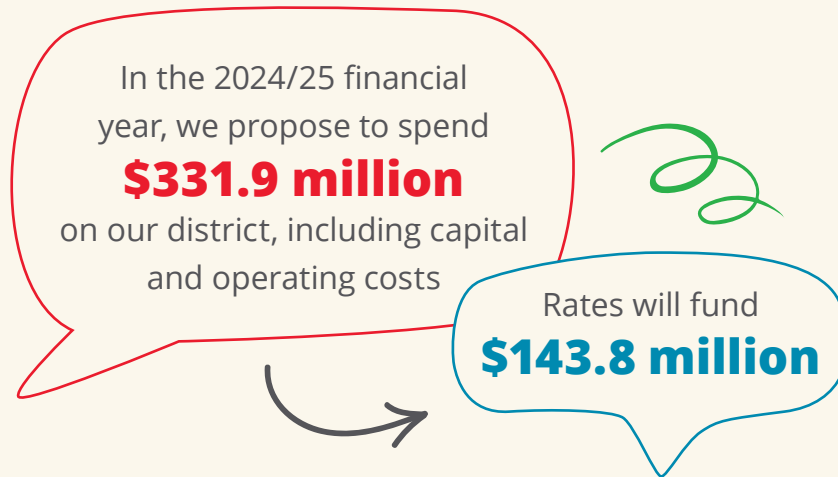 In the 2024/25 financial
year, we propose to spend
$331.9 million
on our district, including capital
and operating costs
Rates will fund
$143.8 million